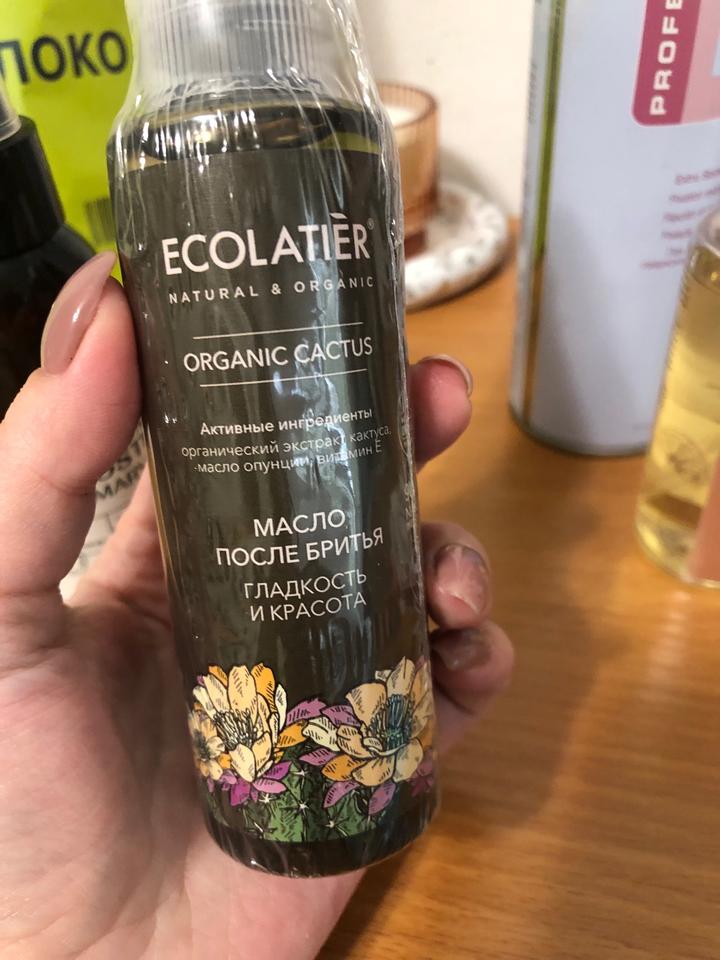 ЛОКО
PROFE
ECOLATIÈR®
NATURAL & ORGANIC
ORGANIC CACTUS
Активные ингредиенты
органический экстракт кактуса,
масло опунции, витамин Е
МАСЛО
ПОСЛЕ БРИТЬЯ
ГЛАДКОСТЬ
И КРАСОТА